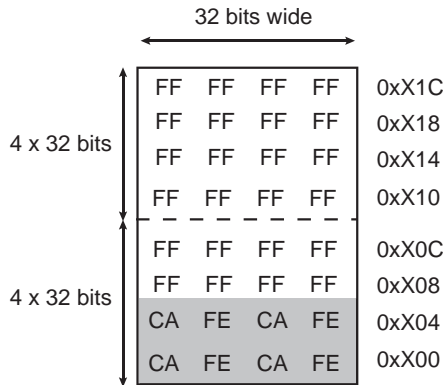 32 bits wide
FF FF FF FF 0xX1C
FF FF FF FF 0xX18
4 x 32 bits
FF FF FF FF 0xX14
FF FF FF FF 0xX10
FF FF FF FF 0xX0C
FF FF FF FF 0xX08
4 x 32 bits
CA FE CA FE 0xX04
CA FE CA FE 0xX00